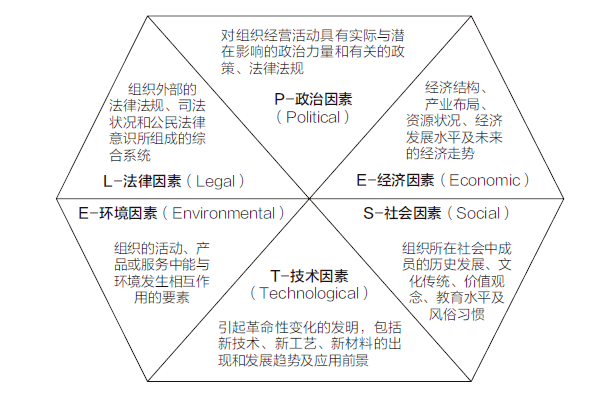 对组织经营活动具有实际与潜
在影响的政治力量和有关的政
策、法律法规
P-政治因素
（Political）
组织外部的
法律法规、司法
状况和公民法律
意识所组成的综
合系统
L-法律因素（Legal）
经济结构、
产业布局、
资源状况、经济
发展水平及未来
的经济走势
E-经济因素（Economic）
E-环境因素（Environmental）
组织的活动、产
品或服务中能与
环境发生相互作
用的要素
T-技术因素
（Technological）
引起革命性变化的发明，包括
新技术、新工艺、新材料的出
现和发展趋势及应用前景
S-社会因素（Social）
组织所在社会中成
员的历史发展、文
化传统、价值观
念、教育水平及
风俗习惯